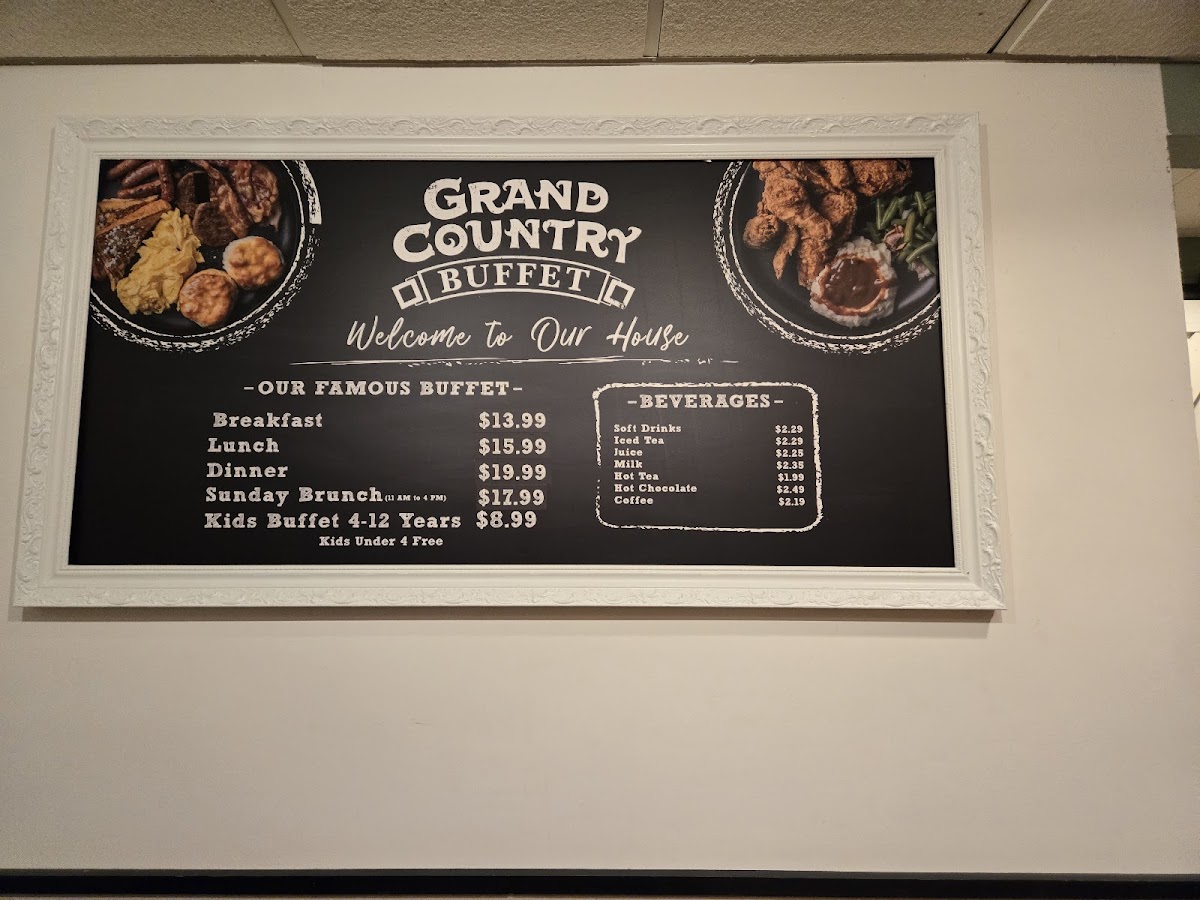 GRAND
COUNTRY
BUFFET
Welcome to Our House
-OUR FAMOUS BUFFET-
Breakfast $13.99
Lunch $15.99
Dinner $19.99
Sunday Brunch (11 AM to 4 PM) $17.99
Kids Buffet 4-12 Years $8.99
Kids Under 4 Free
-BEVERAGES-
Soft Drinks $2.29
Iced Tea $2.29
Juice $2.25
Milk $2.35
Hot Tea $1.99
Hot Chocolate $2.49
Coffee $2.19